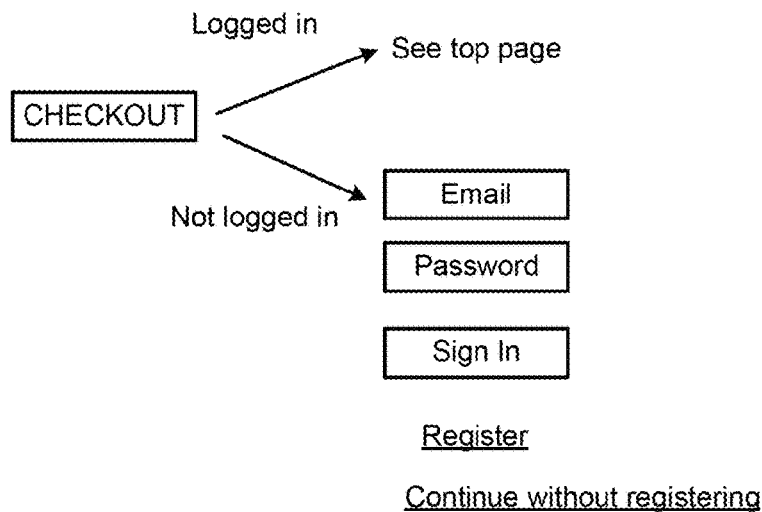 Logged in
See top page
CHECKOUT
Not logged in
Email
Password
Sign In
Register
Continue without registering